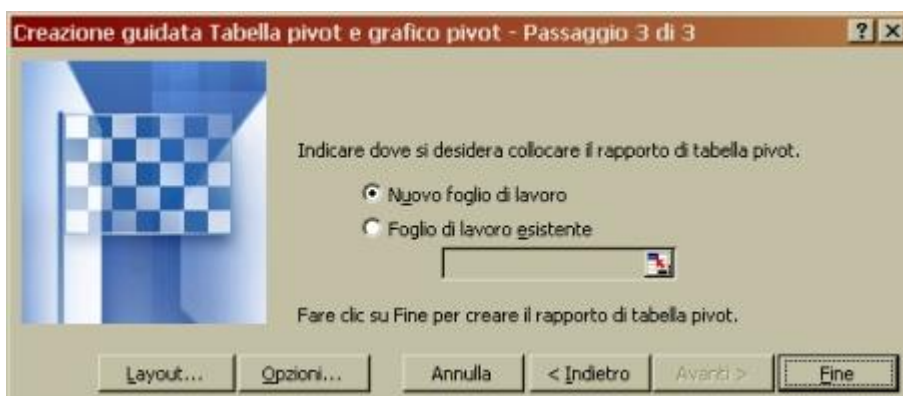 Creazione guidata Tabella pivot e grafico pivot - Passaggio 3 di 3
Indicare dove si desidera collocare il rapporto di tabella pivot.
Nuovo foglio di lavoro
Foglio di lavoro esistente
Fare clic su Fine per creare il rapporto di tabella pivot.
Layout... Opzioni... Annulla < Indietro Avanti > Fine